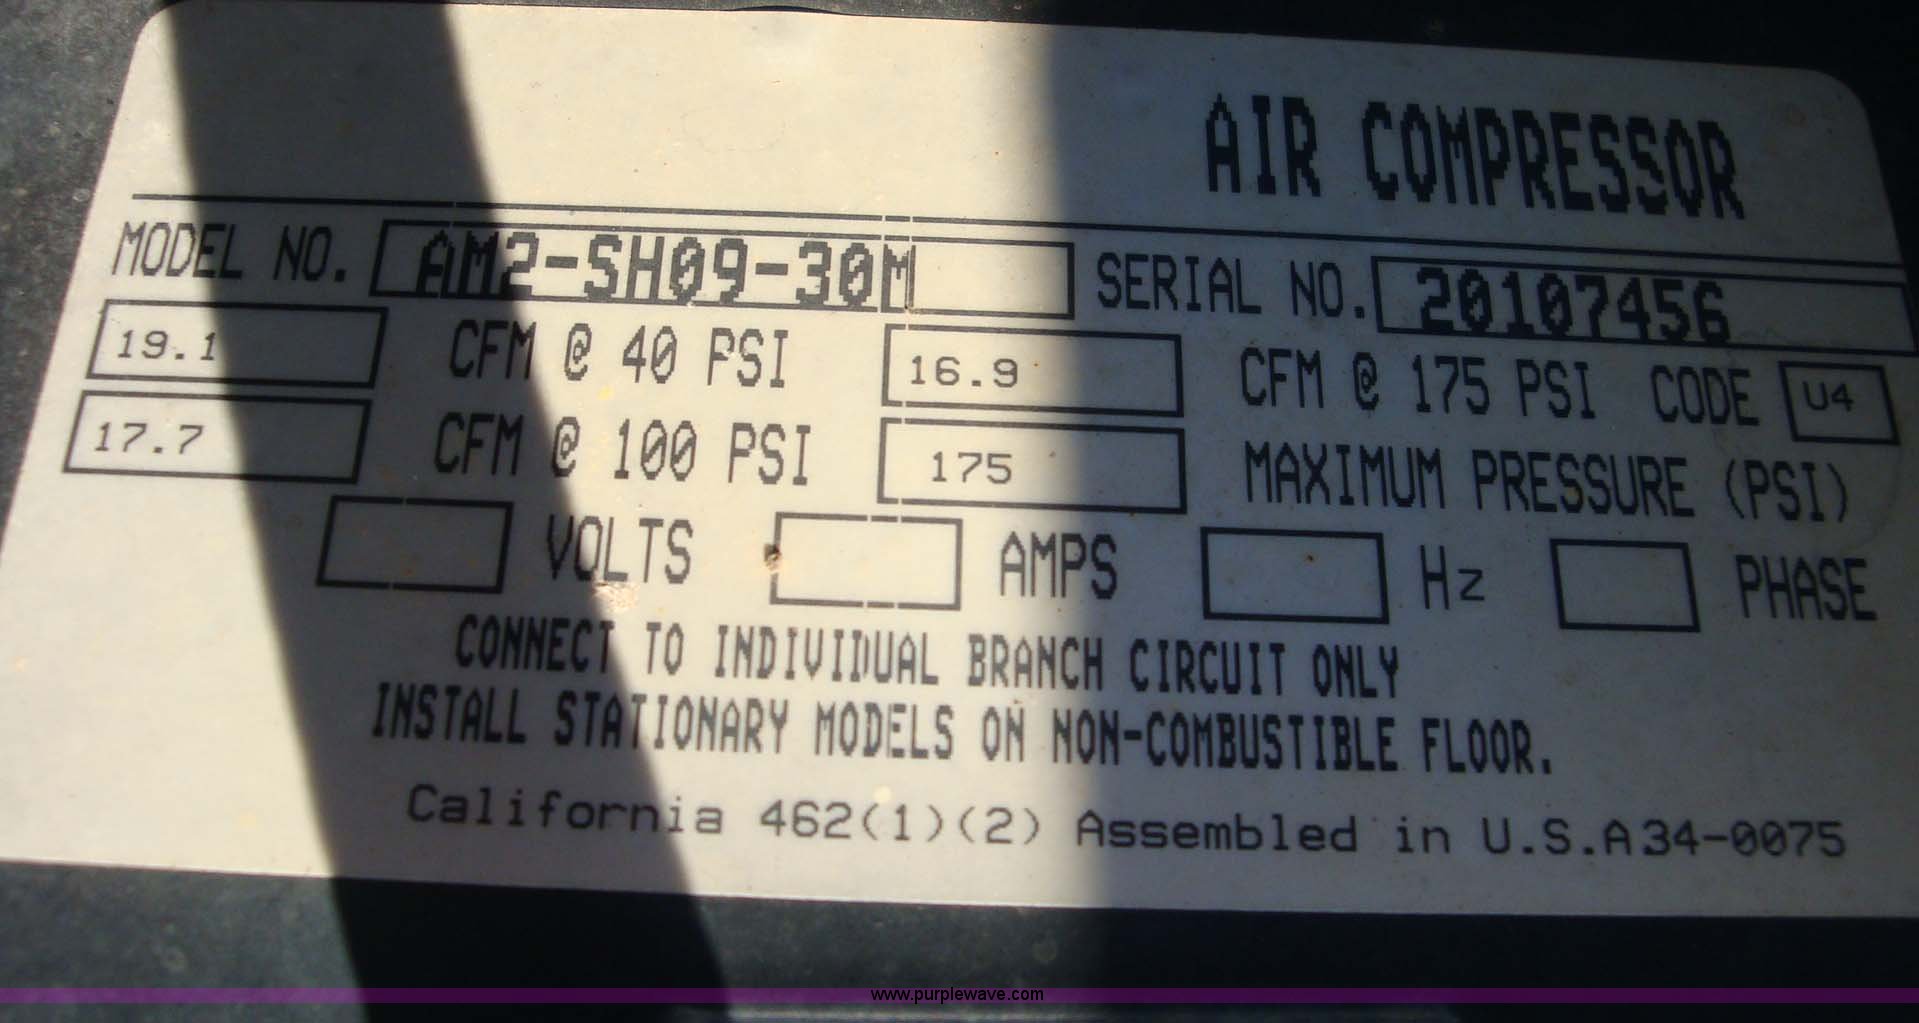 AIR COMPRESSOR
MODEL NO. AM2-SH09-30M SERIAL NO. 20107456
19.1 CFM @ 40 PSI 16.9 CFM @ 175 PSI CODE U4
17.7 CFM @ 100 PSI 175 MAXIMUM PRESSURE (PSI)
VOLTS AMPS Hz PHASE
CONNECT TO INDIVIDUAL BRANCH CIRCUIT ONLY
INSTALL STATIONARY MODELS ON NON-COMBUSTIBLE FLOOR.
California 462(1)(2) Assembled in U.S.A34-0075
www.purplewave.com